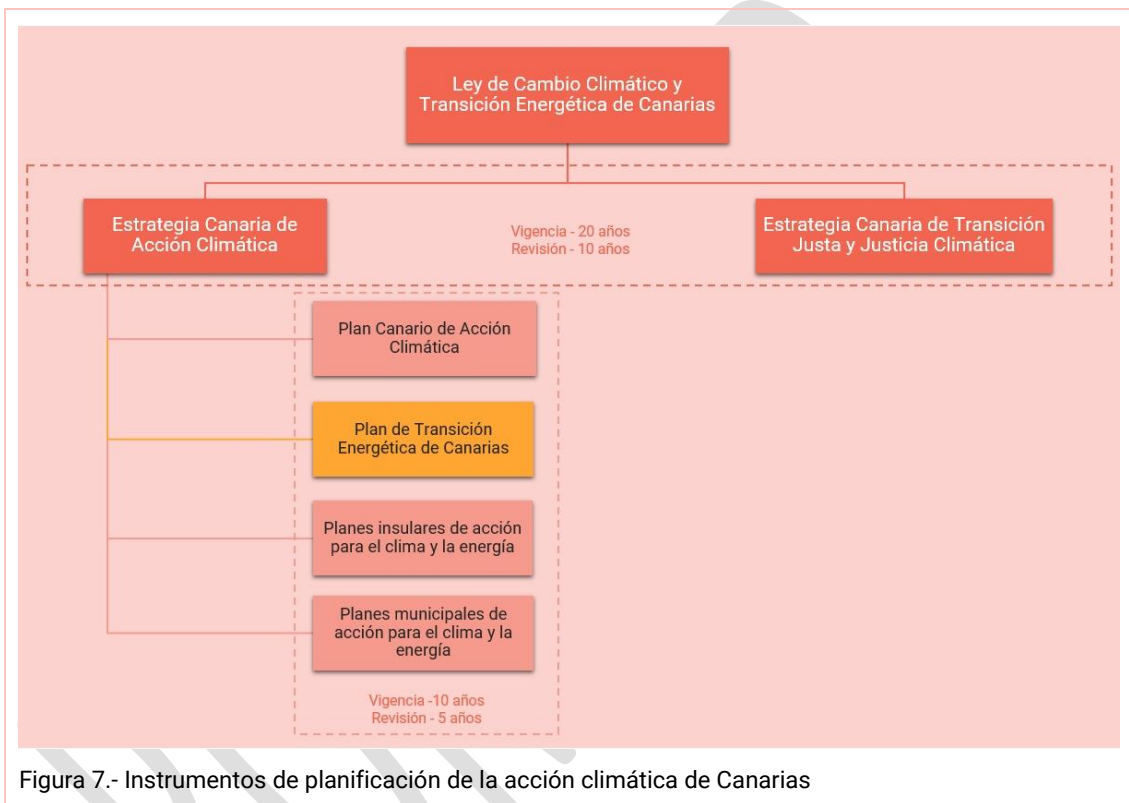 Ley de Cambio Climático y
Transición Energética de Canarias
Estrategia Canaria de
Acción Climática
Vigencia - 20 años
Revisión - 10 años
Estrategia Canaria de Transición
Justa y Justicia Climática
Plan Canario de Acción
Climática
Plan de Transición
Energética de Canarias
Planes insulares de acción
para el clima y la energía
Planes municipales de
acción para el clima y la
energía
Vigencia -10 años
Revisión - 5 años
Figura 7.- Instrumentos de planificación de la acción climática de Canarias